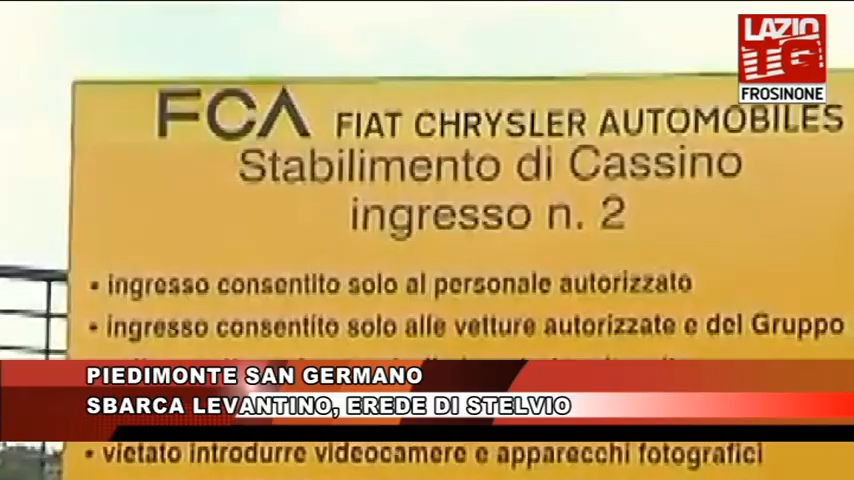 LAZIO
TG
FROSINONE
FCA FIAT CHRYSLER AUTOMOBILES
Stabilimento di Cassino
ingresso n. 2
• ingresso consentito solo al personale autorizzato
• ingresso consentito solo alle vetture autorizzate e del Gruppo
PIEDIMONTE SAN GERMANO
SBARCA LEVANTINO, EREDE DI STELVIO
• vietato introdurre videocamere e apparecchi fotografici